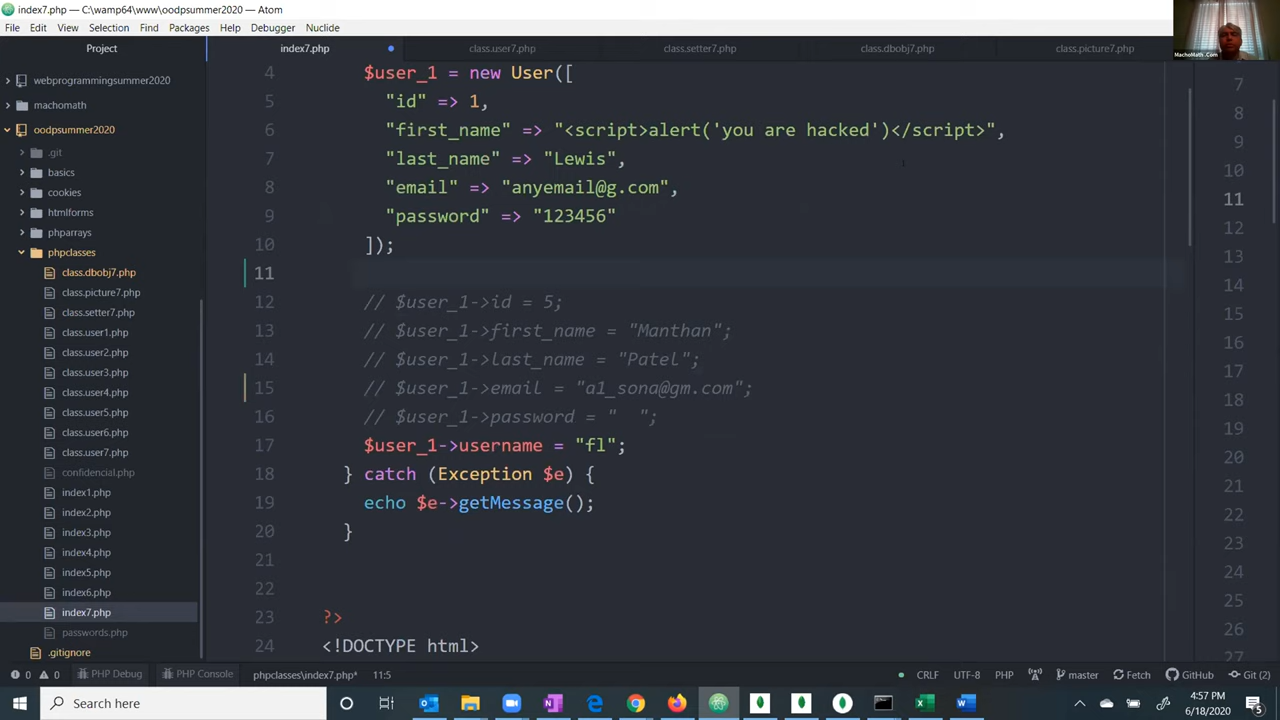 index7.php — C:\wamp64\www\oodpsummer2020 — Atom
File Edit View Selection Find Packages Help Debugger Nuclide
MachoMath .Com
Project
index7.php class.user7.php class.setter7.php class.dbobj7.php class.picture7.php
webprogrammingsummer2020
machomath
oodpsummer2020
.git
basics
cookies
htmlforms
phparrays
phpclasses
class.dbobj7.php
class.picture7.php
class.setter7.php
class.user1.php
class.user2.php
class.user3.php
class.user4.php
class.user5.php
class.user6.php
class.user7.php
confidencial.php
index1.php
index2.php
index3.php
index4.php
index5.php
index6.php
index7.php
passwords.php
.gitignore
4 $user_1 = new User([
5 "id" => 1,
6 "first_name" => "<script>alert('you are hacked')</script>",
7 "last_name" => "Lewis",
8 "email" => "anyemail@g.com",
9 "password" => "123456"
10 ]);
11
12 // $user_1->id = 5;
13 // $user_1->first_name = "Manthan";
14 // $user_1->last_name = "Patel";
15 // $user_1->email = "a1_sona@gm.com";
16 // $user_1->password = "  ";
17 $user_1->username = "fl";
18 } catch (Exception $e) {
19 echo $e->getMessage();
20 }
21
22
23 ?>
24 <!DOCTYPE html>
7
8
9
10
11
12
13
14
15
16
17
18
19
20
21
22
23
24
25
26
27
0 0 PHP Debug PHP Console phpclasses\index7.php* 11:5 CRLF UTF-8 PHP master Fetch GitHub Git (2)
Search here
4:57 PM
6/18/2020
5